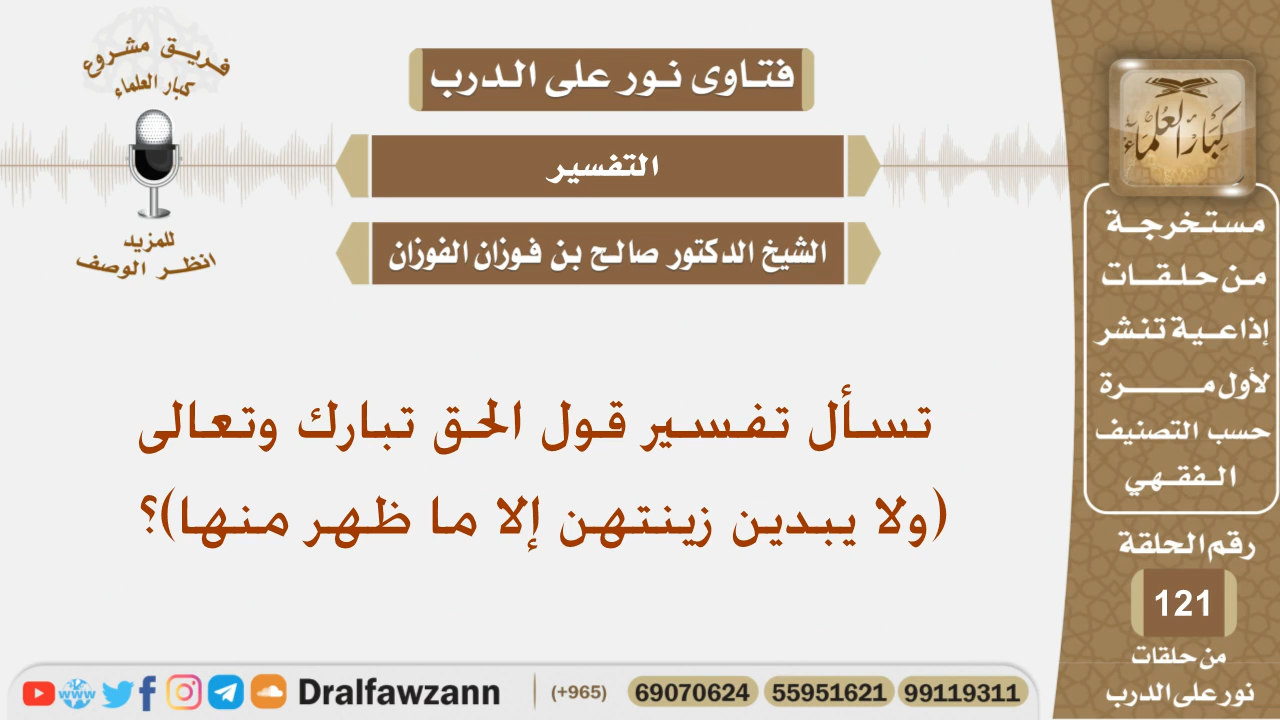 فريق مشروع
كبار العلماء
للمزيد
انظر الوصف
فتاوى نور على الدرب
التفسير
الشيخ الدكتور صالح بن فوزان الفوزان
تسأل تفسير قول الحق تبارك وتعالى
(ولا يبدين زينتهن إلا ما ظهر منها)؟
كبار العلماء
مستخرجة
من حلقات
إذاعية تنشر
لأول مرة
حسب التصنيف
الفقهي
رقم الحلقة
121
من حلقات
نور على الدرب
www
Dralfawzann
(+965)
69070624
55951621
99119311